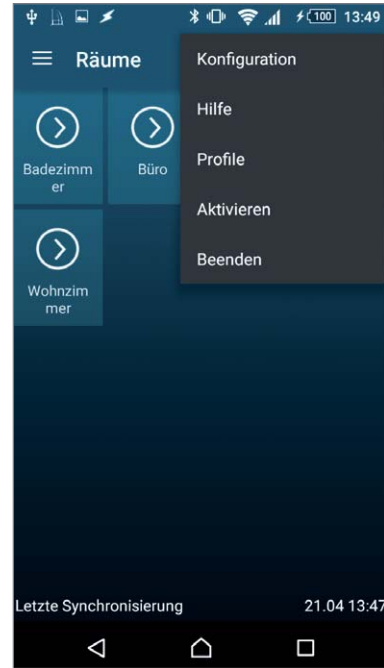 100 13:49
Räume
Konfiguration
Hilfe
Profile
Aktivieren
Beenden
Badezimm
er
Büro
Wohnzim
mer
Letzte Synchronisierung 21.04 13:47